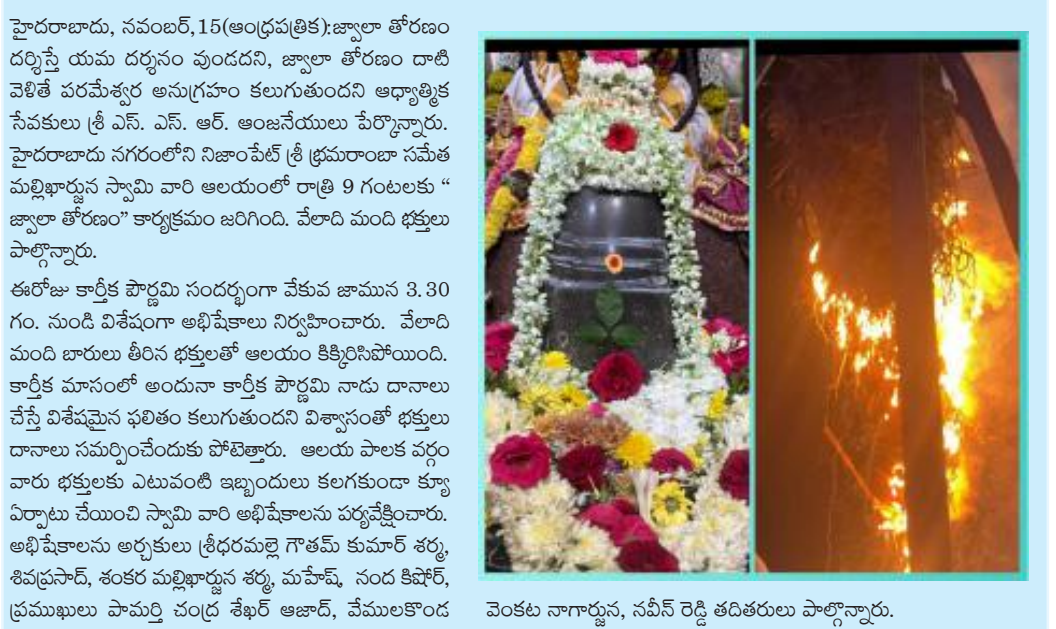 హైదరాబాదు, నవంబర్,15(ఆంధ్రపత్రిక):జ్వాలా తోరణం
దర్శిస్తే యమ దర్శనం వుండదని, జ్వాలా తోరణం దాటి
వెళితే పరమేశ్వర అనుగ్రహం కలుగుతుందని ఆధ్యాత్మిక
సేవకులు శ్రీ ఎస్. ఎస్. ఆర్. ఆంజనేయులు పేర్కొన్నారు.
హైదరాబాదు నగరంలోని నిజాంపేట్ శ్రీ భ్రమరాంబా సమేత
మల్లిఖార్జున స్వామి వారి ఆలయంలో రాత్రి 9 గంటలకు “
జ్వాలా తోరణం” కార్యక్రమం జరిగింది. వేలాది మంది భక్తులు
పాల్గొన్నారు.
ఈరోజు కార్తీక పౌర్ణమి సందర్భంగా వేకువ జామున 3.30
గం. నుండి విశేషంగా అభిషేకాలు నిర్వహించారు. వేలాది
మంది బారులు తీరిన భక్తులతో ఆలయం కిక్కిరిసిపోయింది.
కార్తీక మాసంలో అందునా కార్తీక పౌర్ణమి నాడు దానాలు
చేస్తే విశేషమైన ఫలితం కలుగుతుందని విశ్వాసంతో భక్తులు
దానాలు సమర్పించేందుకు పోటెత్తారు. ఆలయ పాలక వర్గం
వారు భక్తులకు ఎటువంటి ఇబ్బందులు కలగకుండా క్యూ
ఏర్పాటు చేయించి స్వామి వారి అభిషేకాలను పర్యవేక్షించారు.
అభిషేకాలను అర్చకులు శ్రీధరమల్లె గౌతమ్ కుమార్ శర్మ,
శివప్రసాద్, శంకర మల్లిఖార్జున శర్మ, మహేష్, నంద కిషోర్,
ప్రముఖులు పామర్తి చంద్ర శేఖర్ ఆజాద్, వేములకొండ
వెంకట నాగార్జున, నవీన్ రెడ్డి తదితరులు పాల్గొన్నారు.